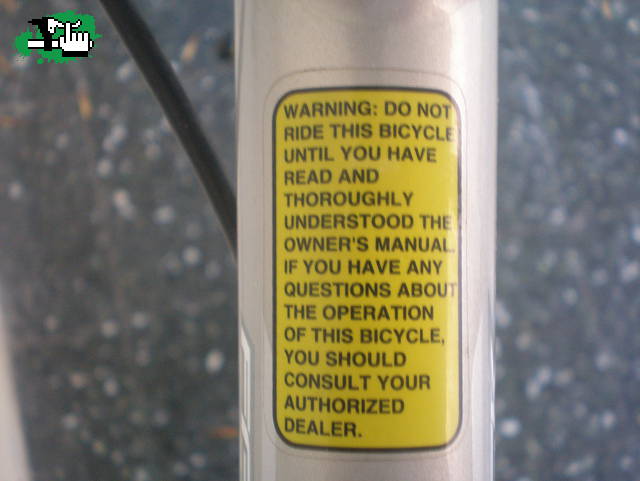 WARNING: DO NOT
RIDE THIS BICYCLE
UNTIL YOU HAVE
READ AND
THOROUGHLY
UNDERSTOOD THE
OWNER'S MANUAL.
IF YOU HAVE ANY
QUESTIONS ABOUT
THE OPERATION
OF THIS BICYCLE,
YOU SHOULD
CONSULT YOUR
AUTHORIZED
DEALER.